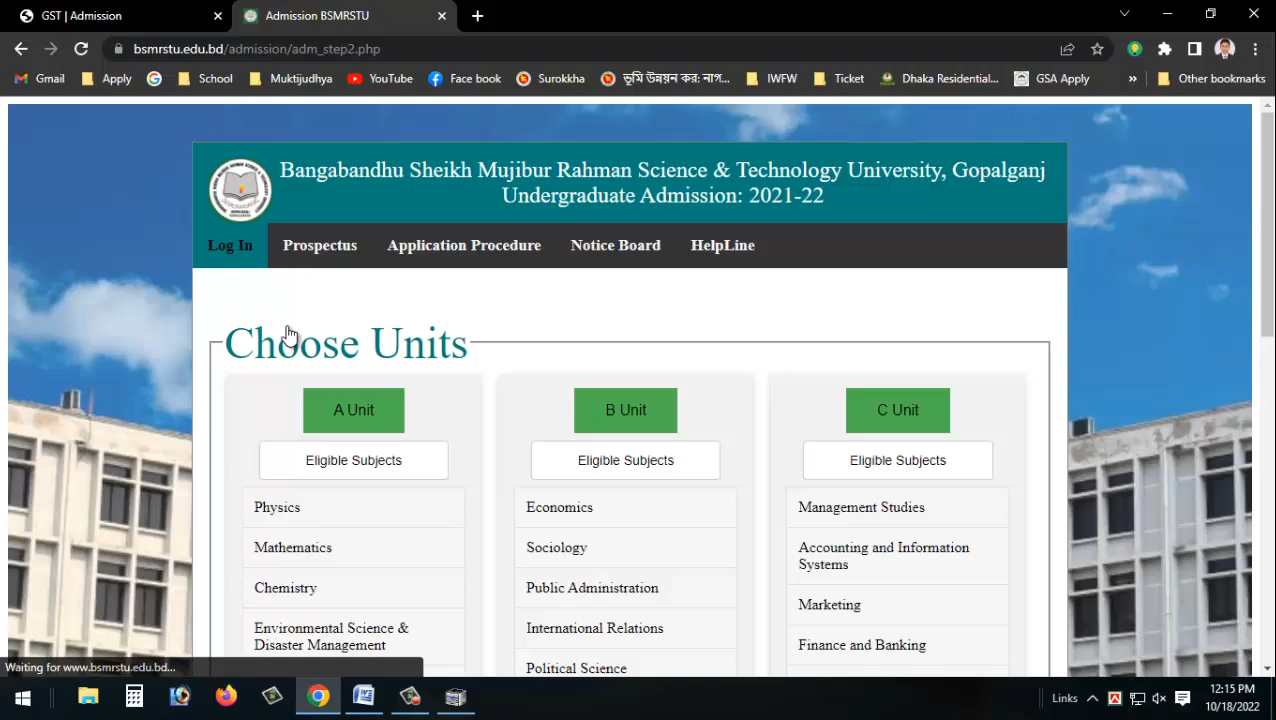 GST | Admission
Admission BSMRSTU
bsmrstu.edu.bd/admission/adm_step2.php
Gmail
Apply
School
Muktijudhya
YouTube
Face book
Surokkha
ভূমি উন্নয়ন কর: নাগ...
IWFW
Ticket
Dhaka Residential...
GSA Apply
»
Other bookmarks
Bangabandhu Sheikh Mujibur Rahman Science & Technology University, Gopalganj
Undergraduate Admission: 2021-22
Log In
Prospectus
Application Procedure
Notice Board
HelpLine
Choose Units
A Unit
Eligible Subjects
Physics
Mathematics
Chemistry
Environmental Science &
Disaster Management
B Unit
Eligible Subjects
Economics
Sociology
Public Administration
International Relations
Political Science
C Unit
Eligible Subjects
Management Studies
Accounting and Information
Systems
Marketing
Finance and Banking
Waiting for www.bsmrstu.edu.bd...
Links
12:15 PM
10/18/2022